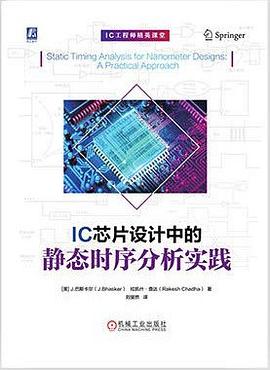 IC工程师精英课堂
Springer
Static Timing Analysis for Nanometer Designs:
A Practical Approach
IC芯片设计中的
静态时序分析实践
[美] J.巴斯卡尔 (J.Bhasker) 拉凯什·查达 (Rakesh Chadha) 著
刘斐然 译
机械工业出版社
CHINA MACHINE PRESS